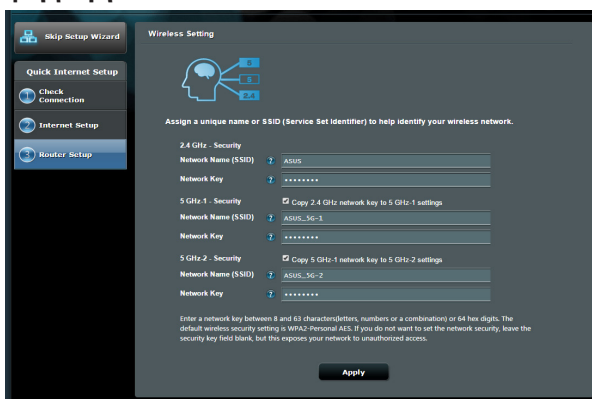 Skip Setup Wizard
Quick Internet Setup
1 Check Connection
2 Internet Setup
3 Router Setup
Wireless Setting
5
5
2.4
Assign a unique name or SSID (Service Set Identifier) to help identify your wireless network.
2.4 GHz - Security
Network Name (SSID) ? ASUS
Network Key ? ••••••••
5 GHz-1 - Security Copy 2.4 GHz network key to 5 GHz-1 settings
Network Name (SSID) ? ASUS_5G-1
Network Key ? ••••••••
5 GHz-2 - Security Copy 5 GHz-1 network key to 5 GHz-2 settings
Network Name (SSID) ? ASUS_5G-2
Network Key ? ••••••••
Enter a network key between 8 and 63 characters(letters, numbers or a combination) or 64 hex digits. The
default wireless security setting is WPA2-Personal AES. If you do not want to set the network security, leave the
security key field blank, but this exposes your network to unauthorized access.
Apply